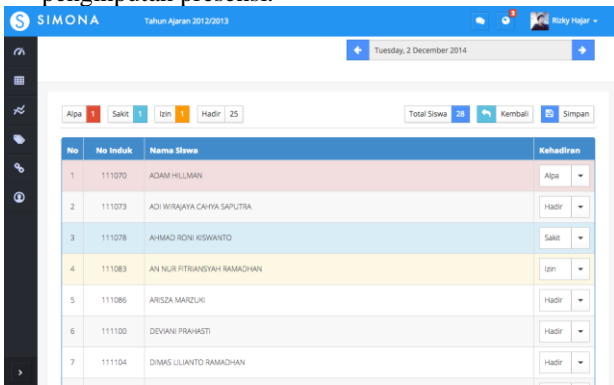 penginputan presensi.
S SIMONA Tahun Ajaran 2012/2013 2 Rizky Hajar
Tuesday, 2 December 2014
Alpa 1 Sakit 1 Izin 1 Hadir 25 Total Siswa 28 Kembali Simpan
No No Induk Nama Siswa Kehadiran
1 111070 ADAM HILLMAN Alpa
2 111073 ADI WIRAJAYA CAHYA SAPUTRA Hadir
3 111078 AHMAD RONI KISWANTO Sakit
4 111083 AN NUR FITRIANSYAH RAMADHAN Izin
5 111086 ARISZA MARZUKI Hadir
6 111100 DEVIANI PRAHASTI Hadir
7 111104 DIMAS LILIANTO RAMADHAN Hadir